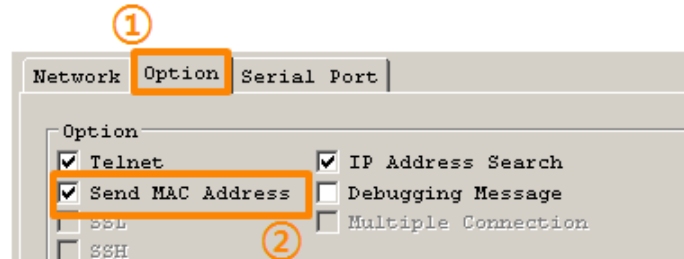 ①
Network Option Serial Port
Option
Telnet IP Address Search
Send MAC Address Debugging Message
SSL Multiple Connection
②
SSH